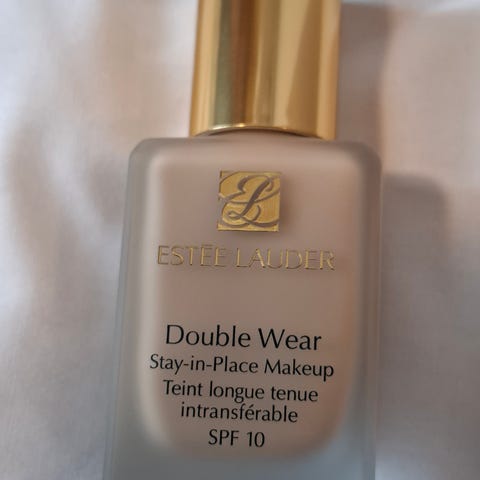 EL
ESTĒE LAUDER
Double Wear
Stay-in-Place Makeup
Teint longue tenue
intransférable
SPF 10